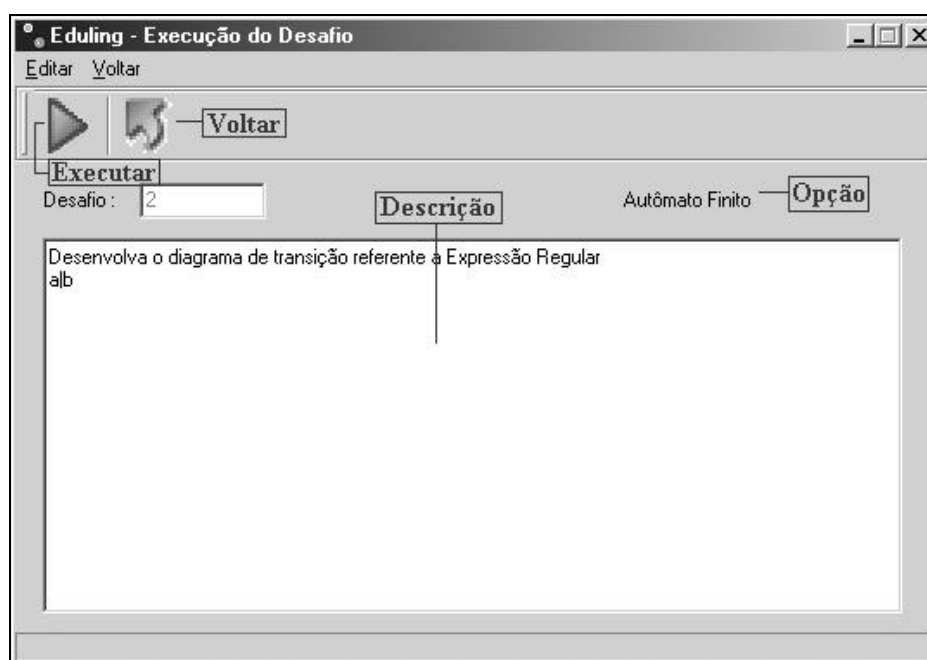 Eduling - Execução do Desafio
Editar Voltar
Voltar
Executar
Desafio : 2
Descrição
Autômato Finito
Opção
Desenvolva o diagrama de transição referente a Expressão Regular
a|b